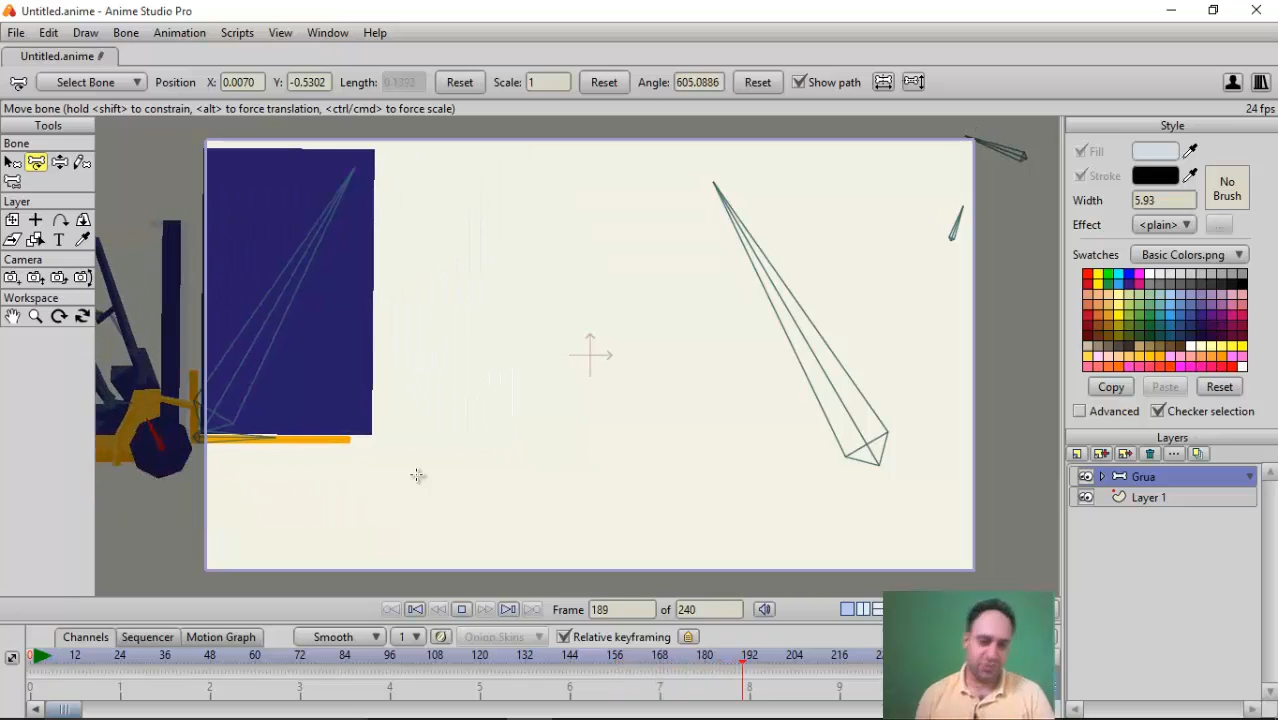 Untitled.anime - Anime Studio Pro
File Edit Draw Bone Animation Scripts View Window Help
Untitled.anime
Select Bone Position X: 0.0070 Y: -0.5302 Length: 0.1892 Reset Scale: 1 Reset Angle: 605.0886 Reset Show path
Move bone (hold <shift> to constrain, <alt> to force translation, <ctrl/cmd> to force scale) 24 fps
Tools
Bone
Layer
T
Camera
Workspace
Style
Fill
Stroke
No Brush
Width 5.93
Effect <plain> ...
Swatches Basic Colors.png
Copy Paste Reset
Advanced Checker selection
Layers
Grua
Layer 1
Frame 189 of 240
Channels Sequencer Motion Graph Smooth 1 Onion Skins Relative keyframing
0 12 24 36 48 60 72 84 96 108 120 132 144 156 168 180 192 204 216
0 1 2 3 4 5 6 7 8 9